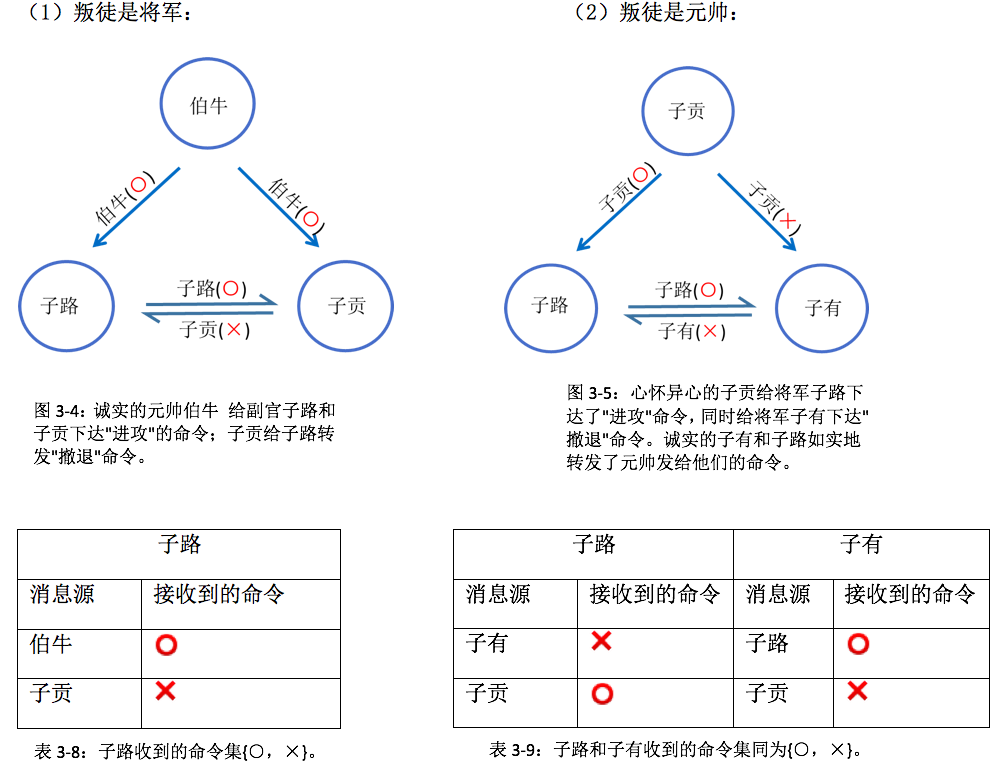 （1）叛徒是将军：
伯牛
伯牛(〇)
伯牛(〇)
子路
子路(〇)
子贡(×)
子贡
图 3-4：诚实的元帅伯牛 给副官子路和
子贡下达"进攻"的命令；子贡给子路转
发"撤退"命令。
（2）叛徒是元帅：
子贡
子贡(〇)
子贡(×)
子路
子路(〇)
子有(×)
子有
图 3-5：心怀异心的子贡给将军子路下
达了"进攻"命令，同时给将军子有下达"
撤退"命令。诚实的子有和子路如实地
转发了元帅发给他们的命令。
子路
消息源 接收到的命令
伯牛 〇
子贡 ×
表 3-8：子路收到的命令集{〇，×}。
子路 子有
消息源 接收到的命令 消息源 接收到的命令
子有 × 子路 〇
子贡 〇 子贡 ×
表 3-9：子路和子有收到的命令集同为{〇，×}。